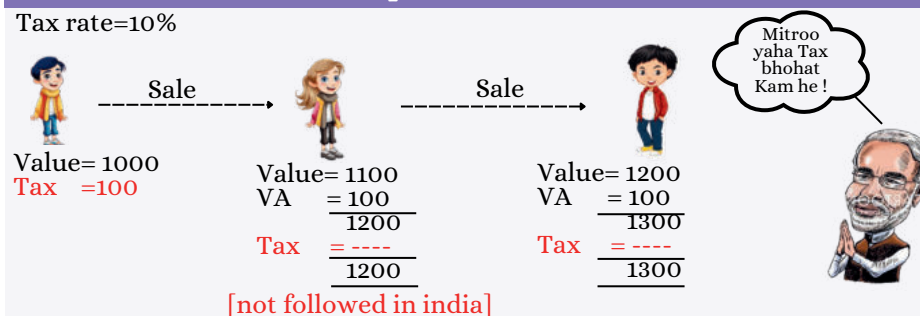 Tax rate=10%
Sale
Sale
Mitroo
yaha Tax
bhohat
Kam he !
Value= 1000
Tax =100
Value= 1100
VA = 100
1200
Tax = ----
1200
[not followed in india]
Value= 1200
VA = 100
1300
Tax = ----
1300